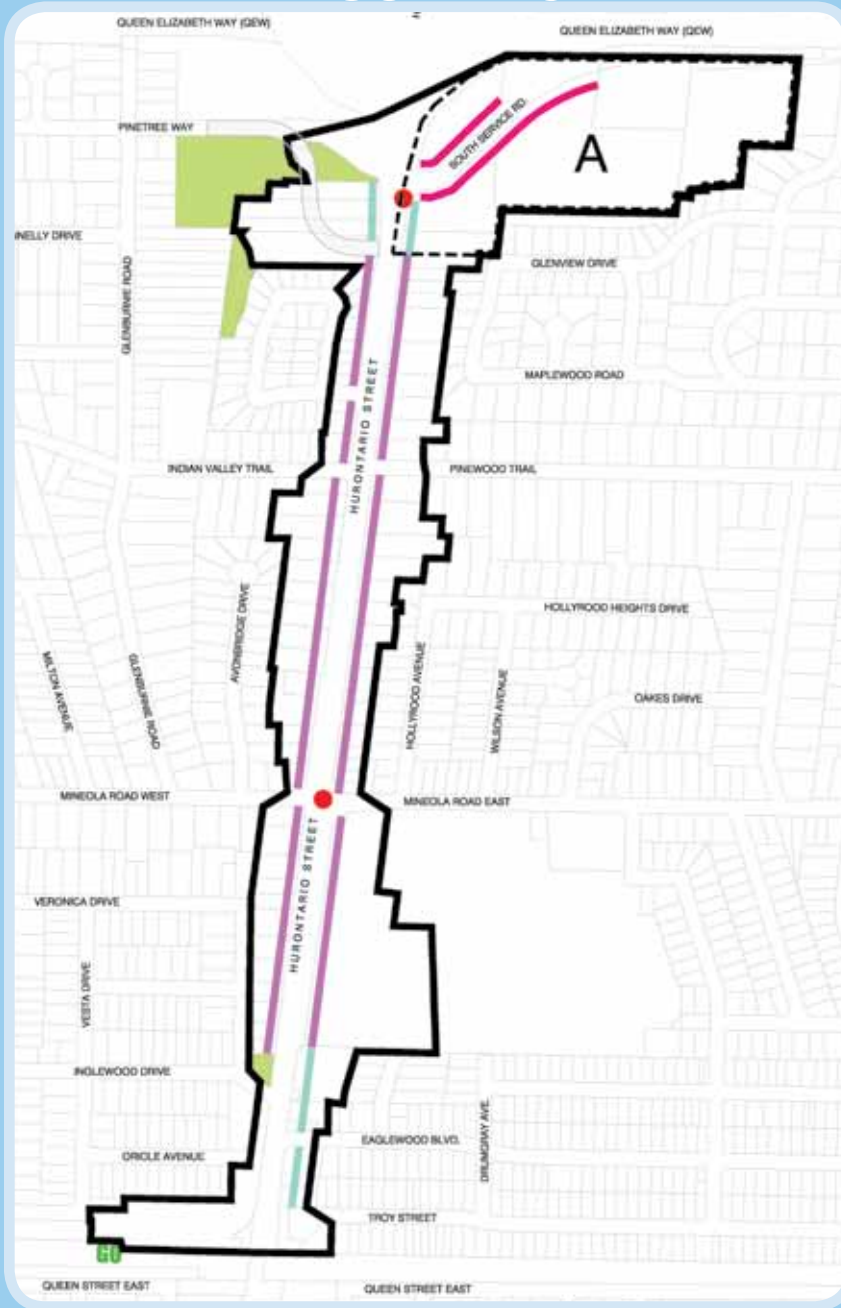 QUEEN ELIZABETH WAY (QEW)
QUEEN ELIZABETH WAY (QEW)
PINETREE WAY
SOUTH SERVICE RD.
A
NELLY DRIVE
GLENVIEW DRIVE
GLENBURNIE ROAD
MAPLEWOOD ROAD
HURONTARIO STREET
INDIAN VALLEY TRAIL
PINEWOOD TRAIL
AVONBRIDGE DRIVE
HOLLYROOD HEIGHTS DRIVE
MILTON AVENUE
GLENBURNIE ROAD
HOLLYROOD AVENUE
WILSON AVENUE
OAKES DRIVE
MINEOLA ROAD WEST
MINEOLA ROAD EAST
HURONTARIO STREET
VERONICA DRIVE
VESTA DRIVE
INGLEWOOD DRIVE
EAGLEWOOD BLVD.
DRUMGRAY AVE.
ORIOLE AVENUE
TROY STREET
GO
QUEEN STREET EAST
QUEEN STREET EAST